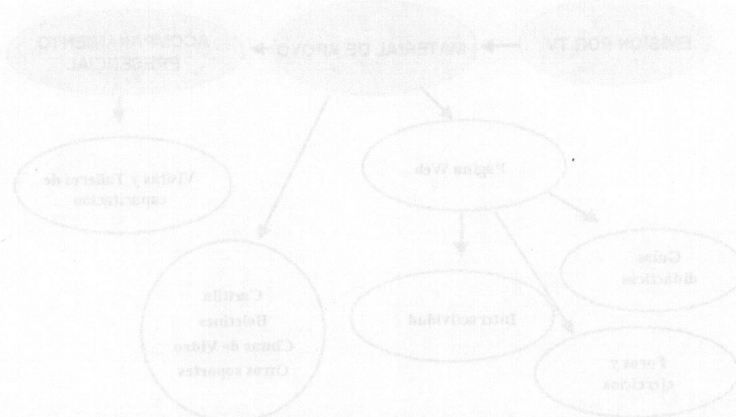 EMISIÓN POR TV
MATERIAL DE APOYO
ACOMPAÑAMIENTO
PRESENCIAL
Página Web
Visitas y Talleres de
capacitación
Guías
didácticas
Cartilla
Boletines
Cintas de Video
Otros soportes
Interactividad
Foros y
ejercicios